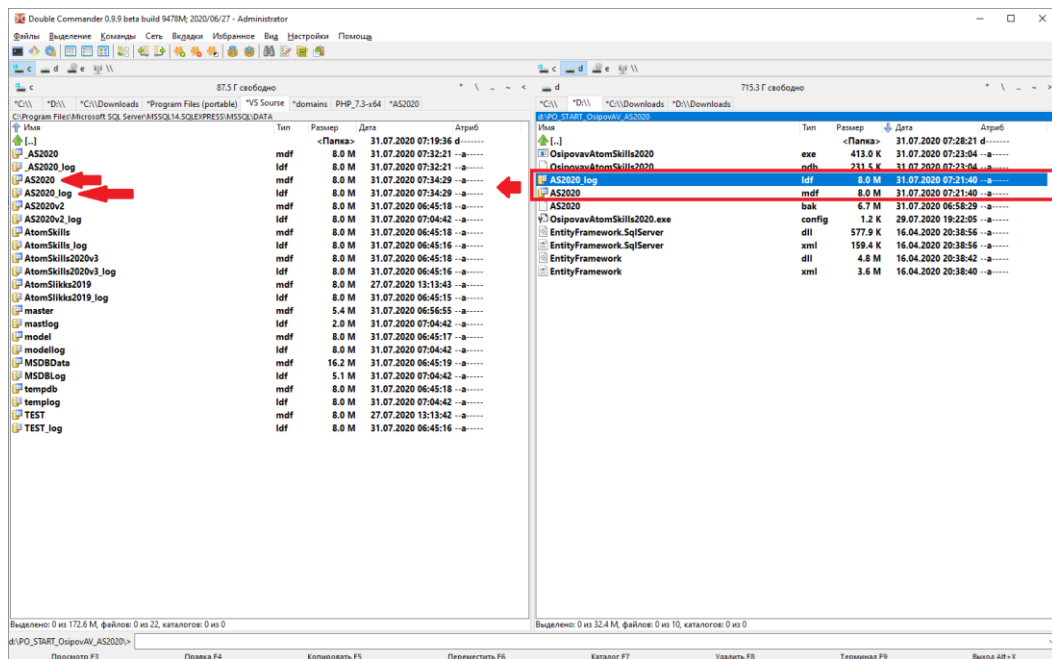 Double Commander 0.9.9 beta build 9478M; 2020/06/27 - Administrator
Файлы Выделение Команды Сеть Вкладки Избранное Вид Настройки Помощь
c d e \\
c d e \\
c 87.5 Г свободно * \ .. ~ <
d 715.3 Г свободно * \ .. ~ >
*C:\\ *D:\\ *C:\\Downloads *Program Files (portable) *VS Sourse *domains PHP_7.3-x64 *AS2020
*C:\\ *D:\\ *C:\\Downloads *D:\\Downloads
C:\Program Files\Microsoft SQL Server\MSSQL14.SQLEXPRESS\MSSQL\DATA
Имя Тип Размер Дата Атриб
[..] <Папка> 31.07.2020 07:19:36 d-------
_AS2020 mdf 8.0 M 31.07.2020 07:32:21 --a-----
_AS2020_log ldf 8.0 M 31.07.2020 07:32:21 --a-----
AS2020 mdf 8.0 M 31.07.2020 07:34:29 --a-----
AS2020_log ldf 8.0 M 31.07.2020 07:34:29 --a-----
AS2020v2 mdf 8.0 M 31.07.2020 06:45:18 --a-----
AS2020v2_log ldf 8.0 M 31.07.2020 07:04:42 --a-----
AtomSkills mdf 8.0 M 31.07.2020 06:45:18 --a-----
AtomSkills_log ldf 8.0 M 31.07.2020 06:45:16 --a-----
AtomSkills2020v3 mdf 8.0 M 31.07.2020 06:45:18 --a-----
AtomSkills2020v3_log ldf 8.0 M 31.07.2020 06:45:16 --a-----
AtomSlikks2019 mdf 8.0 M 27.07.2020 13:13:43 --a-----
AtomSlikks2019_log ldf 8.0 M 31.07.2020 06:45:15 --a-----
master mdf 5.4 M 31.07.2020 06:56:55 --a-----
mastlog ldf 2.0 M 31.07.2020 07:04:42 --a-----
model mdf 8.0 M 31.07.2020 06:45:17 --a-----
modellog ldf 8.0 M 31.07.2020 07:04:42 --a-----
MSDBData mdf 16.2 M 31.07.2020 06:45:19 --a-----
MSDBLog ldf 5.1 M 31.07.2020 07:04:42 --a-----
tempdb mdf 8.0 M 31.07.2020 06:45:18 --a-----
templog ldf 8.0 M 31.07.2020 07:04:42 --a-----
TEST mdf 8.0 M 27.07.2020 13:13:42 --a-----
TEST_log ldf 8.0 M 31.07.2020 06:45:16 --a-----
Выделено: 0 из 172.6 M, файлов: 0 из 22, каталогов: 0 из 0
d:\PO_START_OsipovAV_AS2020
Имя Тип Размер Дата Атриб
[..] <Папка> 31.07.2020 07:28:21 d-------
OsipovavAtomSkills2020 exe 413.0 K 31.07.2020 07:23:04 --a-----
OsipovavAtomSkills2020 pdb 231.5 K 31.07.2020 07:23:04 --a-----
AS2020_log ldf 8.0 M 31.07.2020 07:21:40 --a-----
AS2020 mdf 8.0 M 31.07.2020 07:21:40 --a-----
AS2020 bak 6.7 M 31.07.2020 06:58:29 --a-----
OsipovavAtomSkills2020.exe config 1.2 K 29.07.2020 19:22:05 --a-----
EntityFramework.SqlServer dll 577.9 K 16.04.2020 20:38:56 --a-----
EntityFramework.SqlServer xml 159.4 K 16.04.2020 20:38:56 --a-----
EntityFramework dll 4.8 M 16.04.2020 20:38:42 --a-----
EntityFramework xml 3.6 M 16.04.2020 20:38:40 --a-----
Выделено: 0 из 32.4 M, файлов: 0 из 10, каталогов: 0 из 0
d:\PO_START_OsipovAV_AS2020\>
Просмотр F3 Правка F4 Копировать F5 Переместить F6 Каталог F7 Удалить F8 Терминал F9 Выход Alt+X